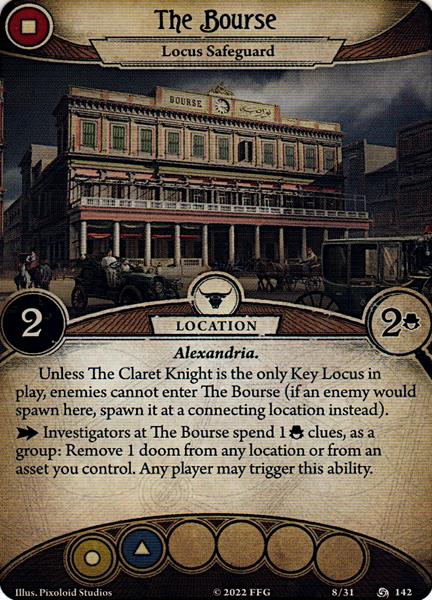 The Bourse
Locus Safeguard
BOURSE
2
2
LOCATION
Alexandria.
Unless The Claret Knight is the only Key Locus in
play, enemies cannot enter The Bourse (if an enemy would
spawn here, spawn it at a connecting location instead).
Investigators at The Bourse spend 1 clues, as a
group: Remove 1 doom from any location or from an
asset you control. Any player may trigger this ability.
Illus. Pixoloid Studios © 2022 FFG 8/31 142